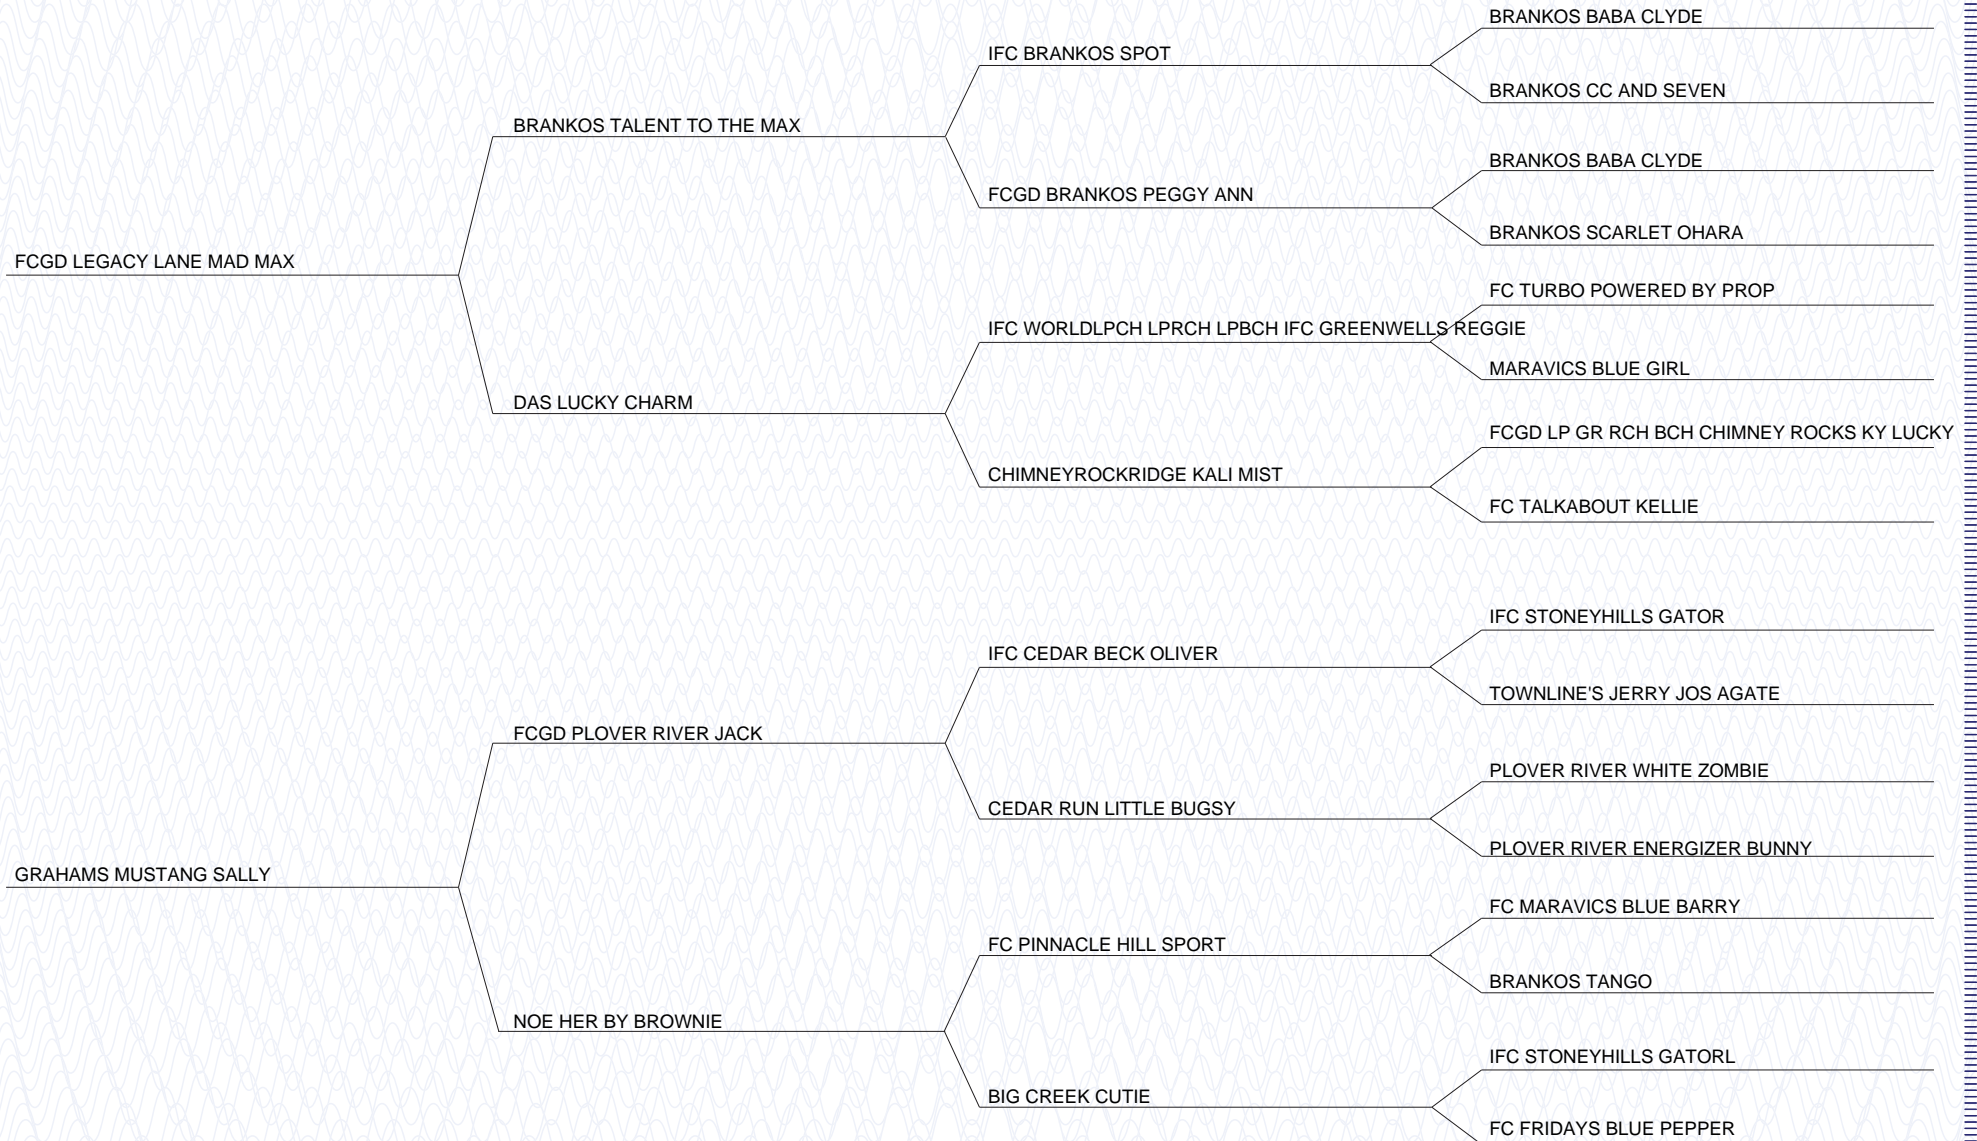 BRANKOS BABA CLYDE
IFC BRANKOS SPOT
BRANKOS CC AND SEVEN
BRANKOS TALENT TO THE MAX
BRANKOS BABA CLYDE
FCGD BRANKOS PEGGY ANN
BRANKOS SCARLET OHARA
FCGD LEGACY LANE MAD MAX
FC TURBO POWERED BY PROP
IFC WORLDLPCH LPRCH LPBCH IFC GREENWELLS REGGIE
MARAVICS BLUE GIRL
DAS LUCKY CHARM
FCGD LP GR RCH BCH CHIMNEY ROCKS KY LUCKY
CHIMNEYROCKRIDGE KALI MIST
FC TALKABOUT KELLIE
IFC STONEYHILLS GATOR
IFC CEDAR BECK OLIVER
TOWNLINE'S JERRY JOS AGATE
FCGD PLOVER RIVER JACK
PLOVER RIVER WHITE ZOMBIE
CEDAR RUN LITTLE BUGSY
PLOVER RIVER ENERGIZER BUNNY
GRAHAMS MUSTANG SALLY
FC MARAVICS BLUE BARRY
FC PINNACLE HILL SPORT
BRANKOS TANGO
NOE HER BY BROWNIE
IFC STONEYHILLS GATORL
BIG CREEK CUTIE
FC FRIDAYS BLUE PEPPER